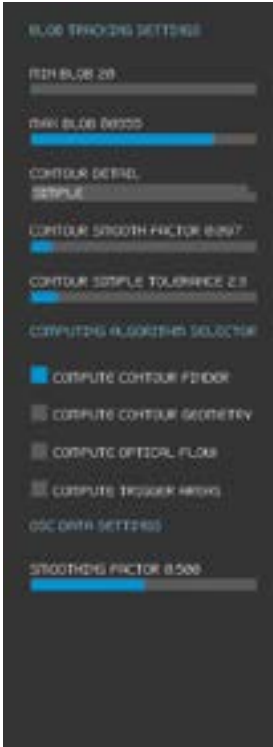 BLOB TRACKING SETTINGS
MIN BLOB 20
MAX BLOB
CONTOUR DETAIL
SIMPLE
CONTOUR SMOOTH FACTOR 0.097
CONTOUR SIMPLE TOLERANCE 2.3
COMPUTING ALGORITHM SELECTOR
COMPUTE CONTOUR FINDER
COMPUTE CONTOUR GEOMETRY
COMPUTE OPTICAL FLOW
COMPUTE TRIGGER AREAS
OSC DATA SETTINGS
SMOOTHING FACTOR 0.500